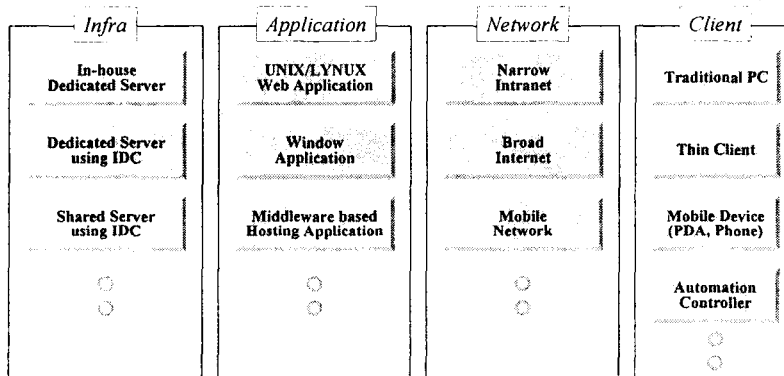 Infra
In-house
Dedicated Server
Dedicated Server
using IDC
Shared Server
using IDC
Application
UNIX/LYNUX
Web Application
Window
Application
Middleware based
Hosting Application
Network
Narrow
Intranet
Broad
Internet
Mobile
Network
Client
Traditional PC
Thin Client
Mobile Device
(PDA, Phone)
Automation
Controller